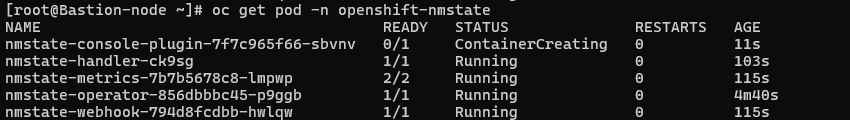 [root@Bastion-node ~]# oc get pod -n openshift-nmstate
NAME READY STATUS RESTARTS AGE
nmstate-console-plugin-7f7c965f66-sbvnv 0/1 ContainerCreating 0 11s
nmstate-handler-ck9sg 1/1 Running 0 103s
nmstate-metrics-7b7b5678c8-lmpwp 2/2 Running 0 115s
nmstate-operator-856dbbbc45-p9ggb 1/1 Running 0 4m40s
nmstate-webhook-794d8fcdbb-hwlqw 1/1 Running 0 115s